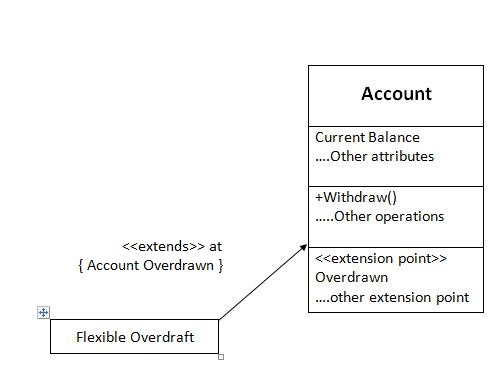 Account
Current Balance
....Other attributes
+Withdraw()
.....Other operations
<<extension point>>
Overdrawn
....other extension point
<<extends>> at
{ Account Overdrawn }
Flexible Overdraft